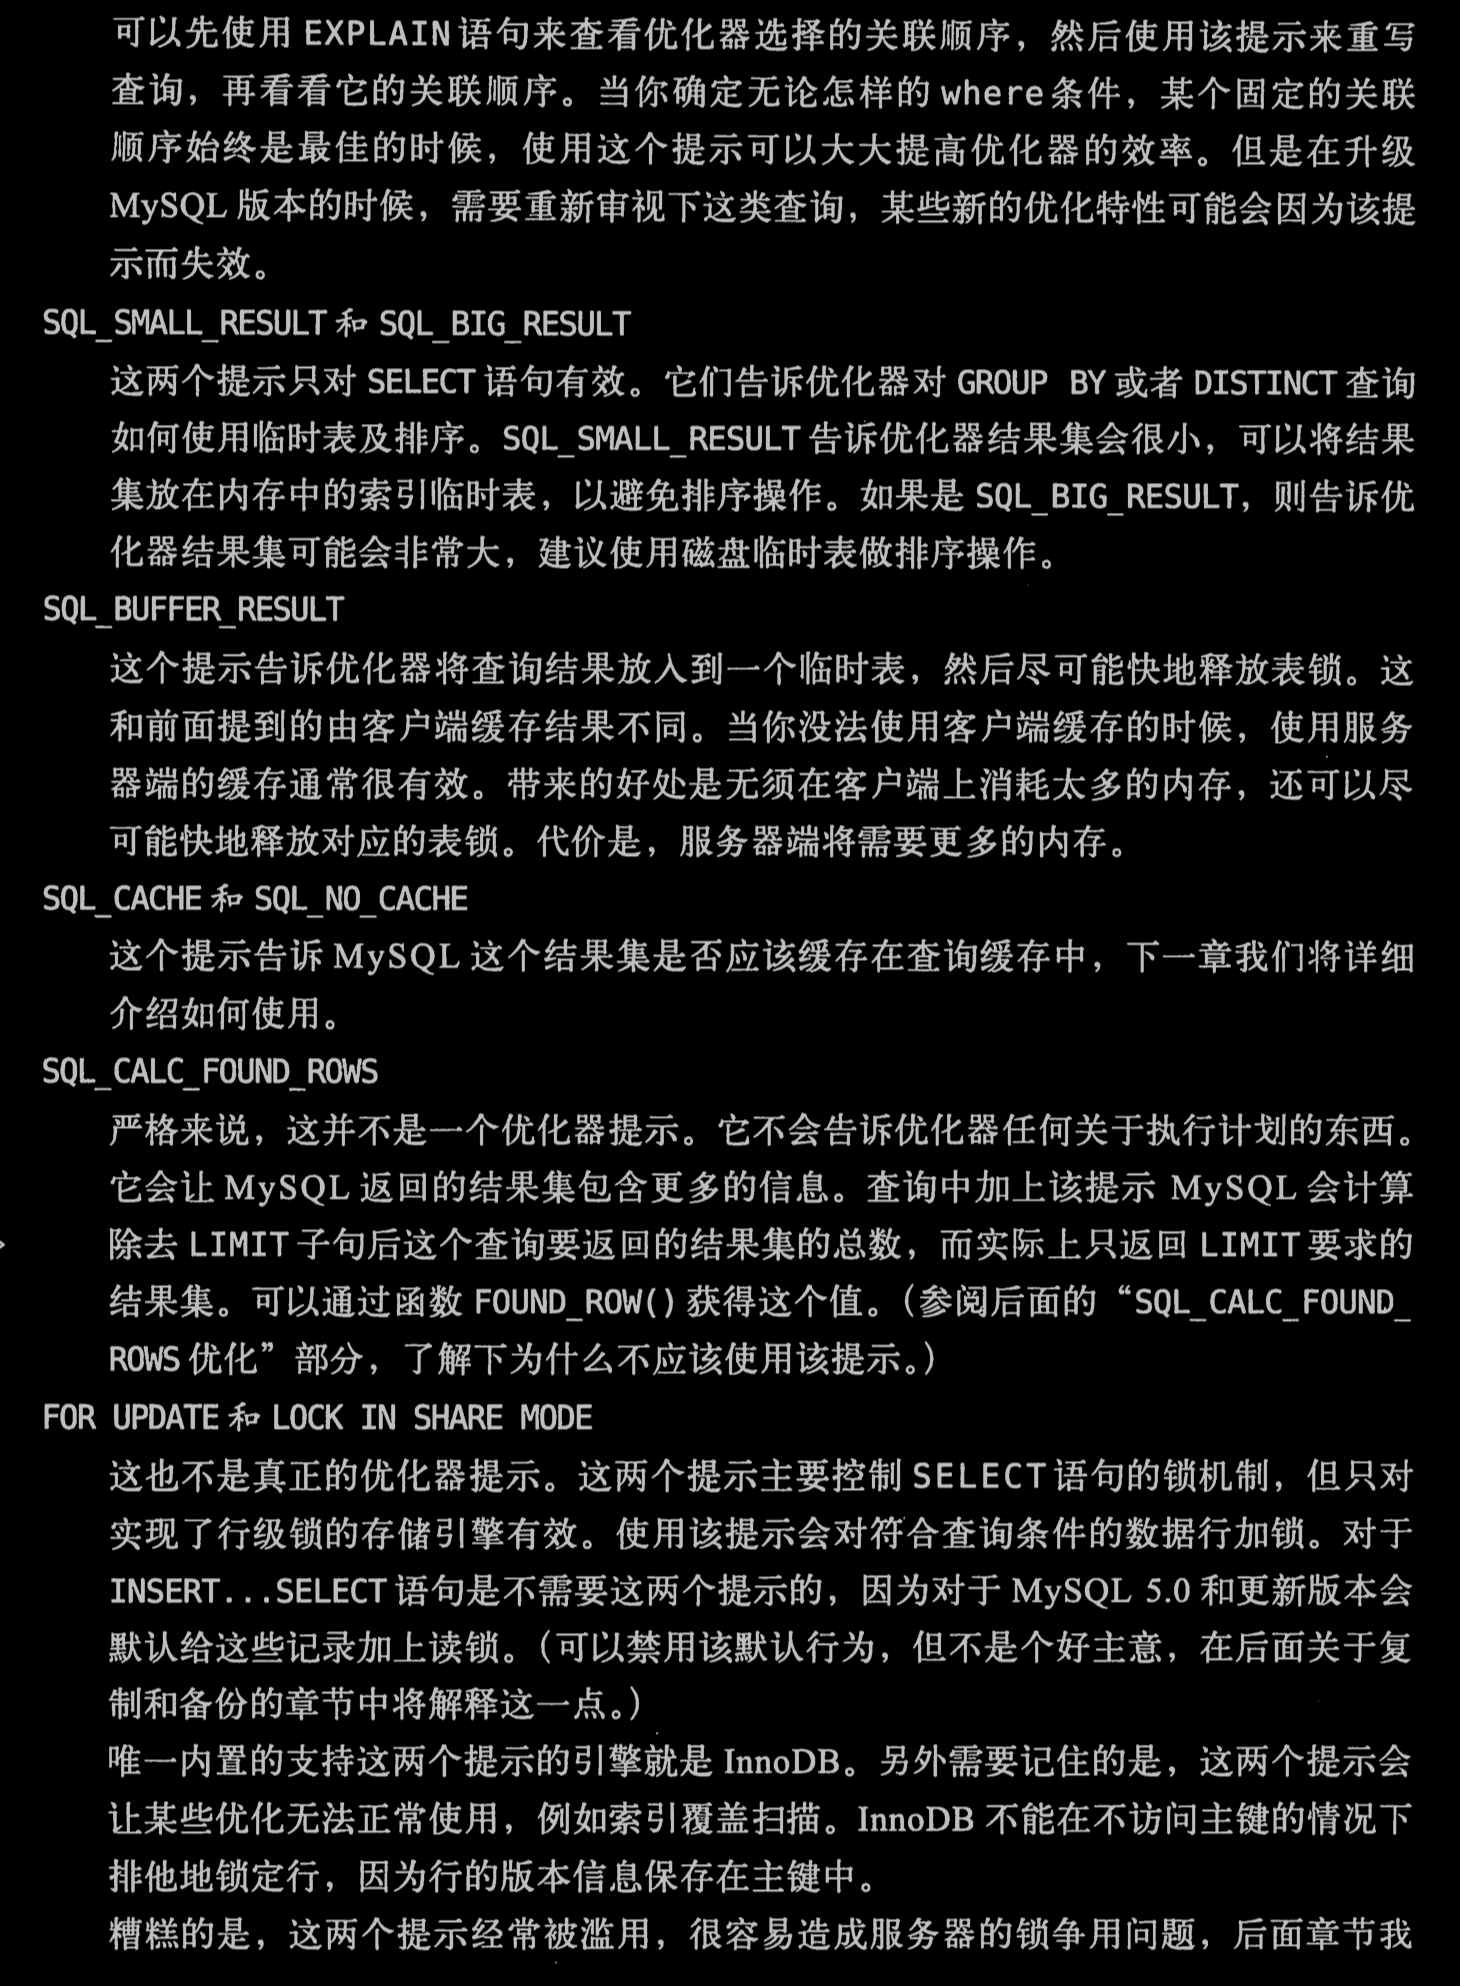 可以先使用 EXPLAIN 语句来查看优化器选择的关联顺序，然后使用该提示来重写
查询，再看看它的关联顺序。当你确定无论怎样的 where 条件，某个固定的关联
顺序始终是最佳的时候，使用这个提示可以大大提高优化器的效率。但是在升级
MySQL 版本的时候，需要重新审视下这类查询，某些新的优化特性可能会因为该提
示而失效。
SQL_SMALL_RESULT 和 SQL_BIG_RESULT
这两个提示只对 SELECT 语句有效。它们告诉优化器对 GROUP BY 或者 DISTINCT 查询
如何使用临时表及排序。SQL_SMALL_RESULT 告诉优化器结果集会很小，可以将结果
集放在内存中的索引临时表，以避免排序操作。如果是 SQL_BIG_RESULT，则告诉优
化器结果集可能会非常大，建议使用磁盘临时表做排序操作。
SQL_BUFFER_RESULT
这个提示告诉优化器将查询结果放入到一个临时表，然后尽可能快地释放表锁。这
和前面提到的由客户端缓存结果不同。当你没法使用客户端缓存的时候，使用服务
器端的缓存通常很有效。带来的好处是无须在客户端上消耗太多的内存，还可以尽
可能快地释放对应的表锁。代价是，服务器端将需要更多的内存。
SQL_CACHE 和 SQL_NO_CACHE
这个提示告诉 MySQL 这个结果集是否应该缓存在查询缓存中，下一章我们将详细
介绍如何使用。
SQL_CALC_FOUND_ROWS
严格来说，这并不是一个优化器提示。它不会告诉优化器任何关于执行计划的东西。
它会让 MySQL 返回的结果集包含更多的信息。查询中加上该提示 MySQL 会计算
除去 LIMIT 子句后这个查询要返回的结果集的总数，而实际上只返回 LIMIT 要求的
结果集。可以通过函数 FOUND_ROW() 获得这个值。（参阅后面的“SQL_CALC_FOUND_
ROWS 优化”部分，了解下为什么不应该使用该提示。）
FOR UPDATE 和 LOCK IN SHARE MODE
这也不是真正的优化器提示。这两个提示主要控制 SELECT 语句的锁机制，但只对
实现了行级锁的存储引擎有效。使用该提示会对符合查询条件的数据行加锁。对于
INSERT...SELECT 语句是不需要这两个提示的，因为对于 MySQL 5.0 和更新版本会
默认给这些记录加上读锁。（可以禁用该默认行为，但不是个好主意，在后面关于复
制和备份的章节中将解释这一点。）
唯一内置的支持这两个提示的引擎就是 InnoDB。另外需要记住的是，这两个提示会
让某些优化无法正常使用，例如索引覆盖扫描。InnoDB 不能在不访问主键的情况下
排他地锁定行，因为行的版本信息保存在主键中。
糟糕的是，这两个提示经常被滥用，很容易造成服务器的锁争用问题，后面章节我